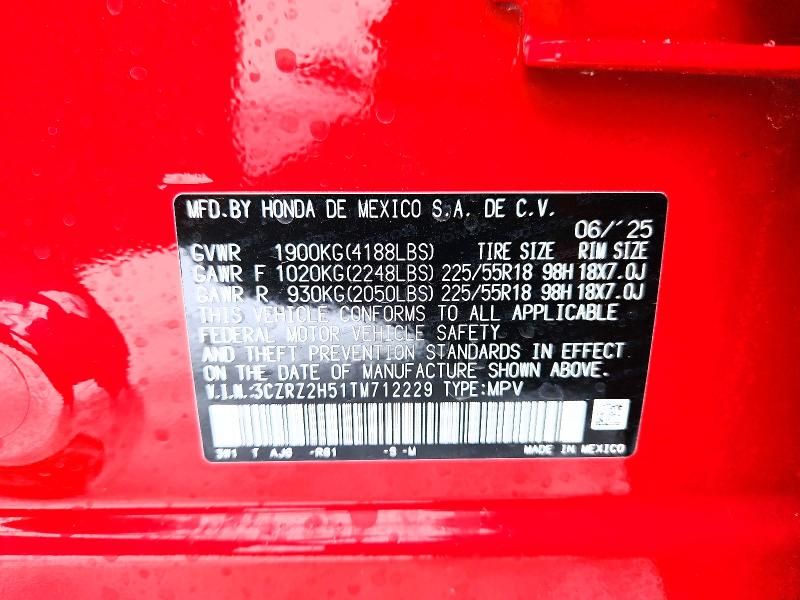 MFD.BY HONDA DE MEXICO S.A. DE C.V.
06/'25
GVWR 1900KG(4188LBS) TIRE SIZE RIM SIZE
GAWR F 1020KG(2248LBS) 225/55R18 98H 18X7.0J
GAWR R 930KG(2050LBS) 225/55R18 98H 18X7.0J
THIS VEHICLE CONFORMS TO ALL APPLICABLE
FEDERAL MOTOR VEHICLE SAFETY
AND THEFT PREVENTION STANDARDS IN EFFECT
ON THE DATE OF MANUFACTURE SHOWN ABOVE.
V.I.N.:3CZRZ2H51TM712229 TYPE:MPV
T -S -M MADE IN MEXICO